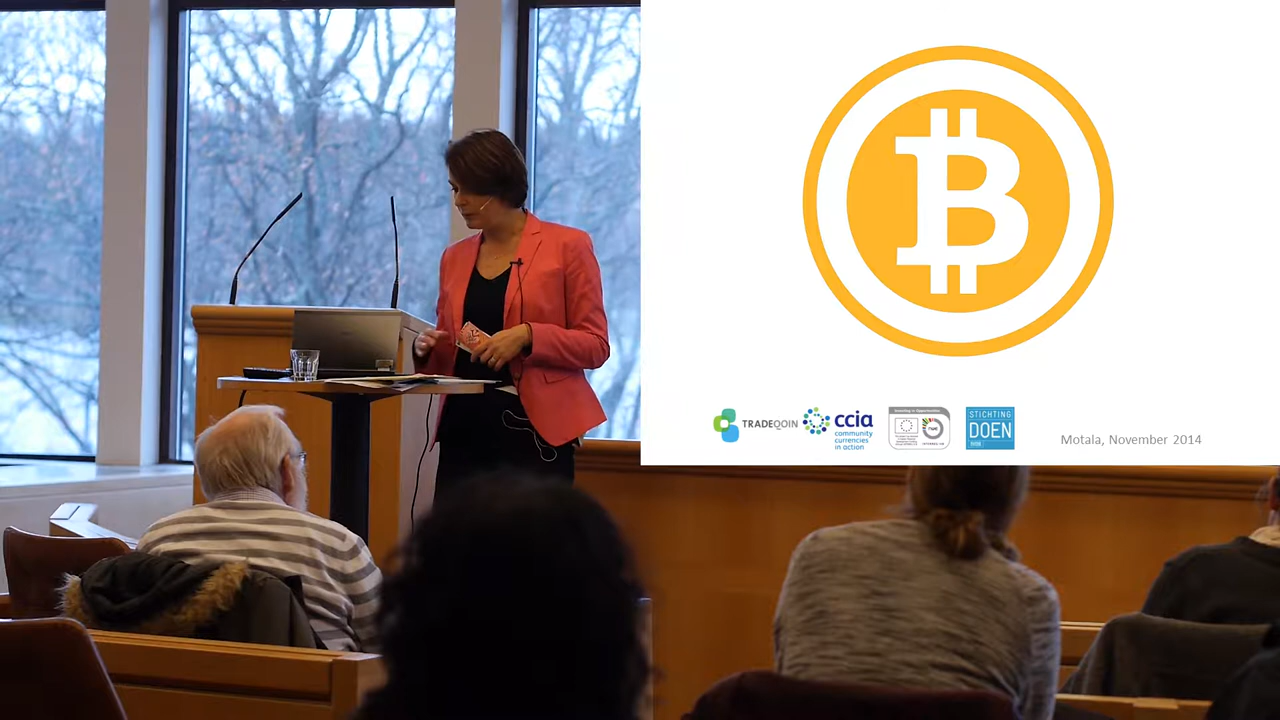 TRADEQOIN
ccia
community
currencies
in action
STICHTING
DOEN
Motala, November 2014